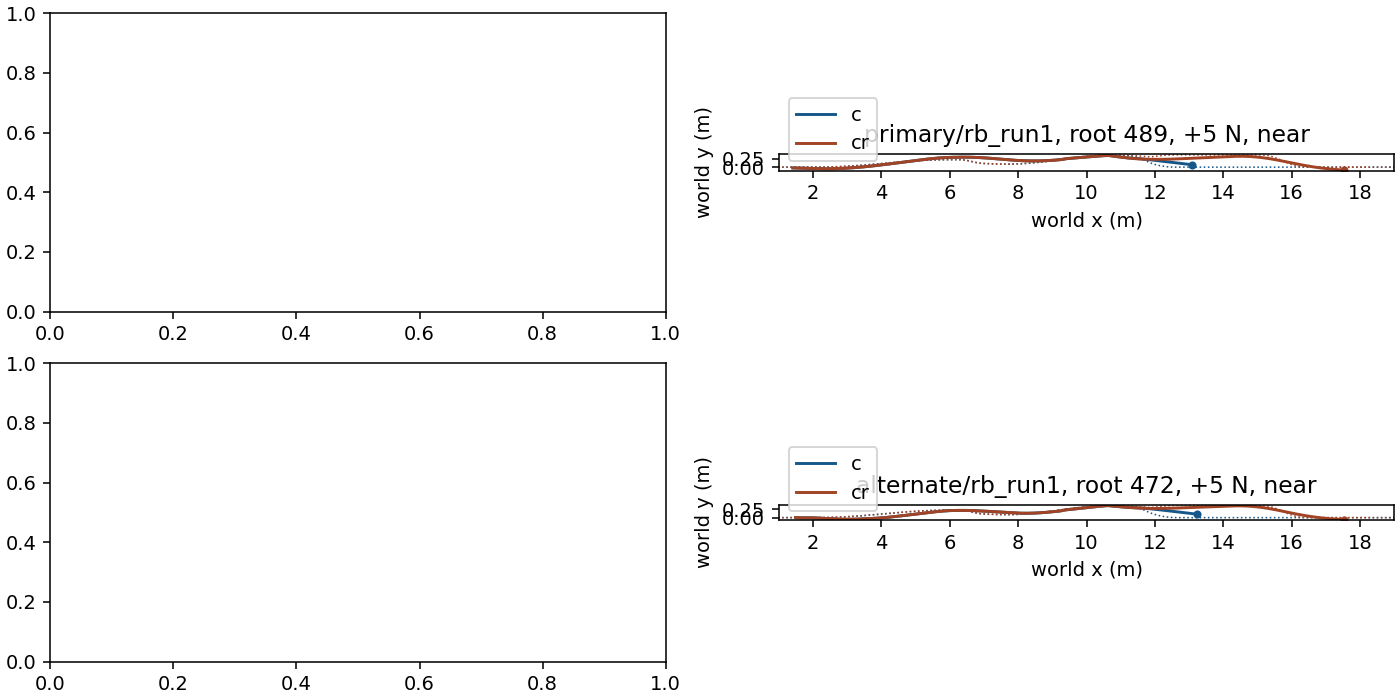 1.0
0.8
0.6
0.4
0.2
0.0
0.0 0.2 0.4 0.6 0.8 1.0
c
cr
primary/rb_run1, root 489, +5 N, near
world y (m)
0.25
0.00
2 4 6 8 10 12 14 16 18
world x (m)
1.0
0.8
0.6
0.4
0.2
0.0
0.0 0.2 0.4 0.6 0.8 1.0
c
cr
alternate/rb_run1, root 472, +5 N, near
world y (m)
0.25
0.00
2 4 6 8 10 12 14 16 18
world x (m)